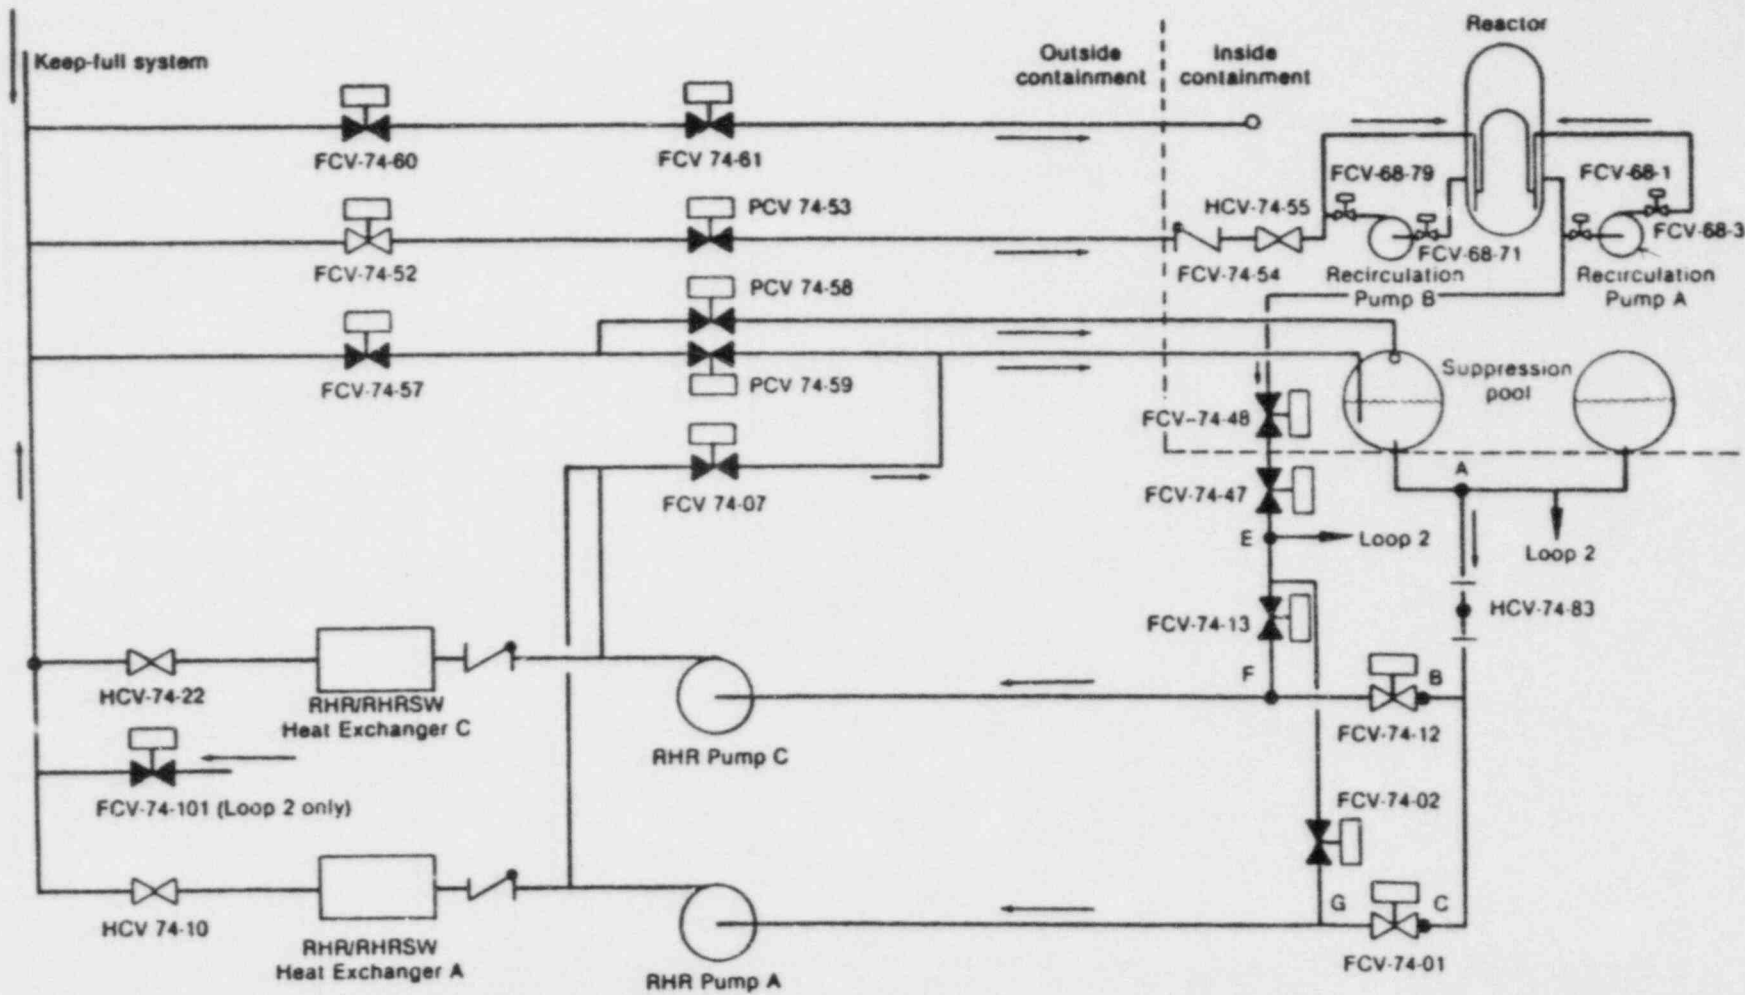 Reactor
Keep-full system
Outside
containment
Inside
containment
FCV-74-60
FCV 74-61
FCV-68-79
FCV-68-1
PCV 74-53
HCV-74-55
FCV-68-3
FCV-74-52
FCV-74-54
FCV-68-71
Recirculation
Pump B
Recirculation
Pump A
PCV 74-58
FCV-74-57
PCV 74-59
Suppression
pool
FCV-74-48
A
FCV 74-07
FCV-74-47
E
Loop 2
Loop 2
HCV-74-83
FCV-74-13
F
B
HCV-74-22
RHR/RHRSW
Heat Exchanger C
RHR Pump C
FCV-74-12
FCV-74-101 (Loop 2 only)
FCV-74-02
G
C
HCV 74-10
RHR/RHRSW
Heat Exchanger A
RHR Pump A
FCV-74-01